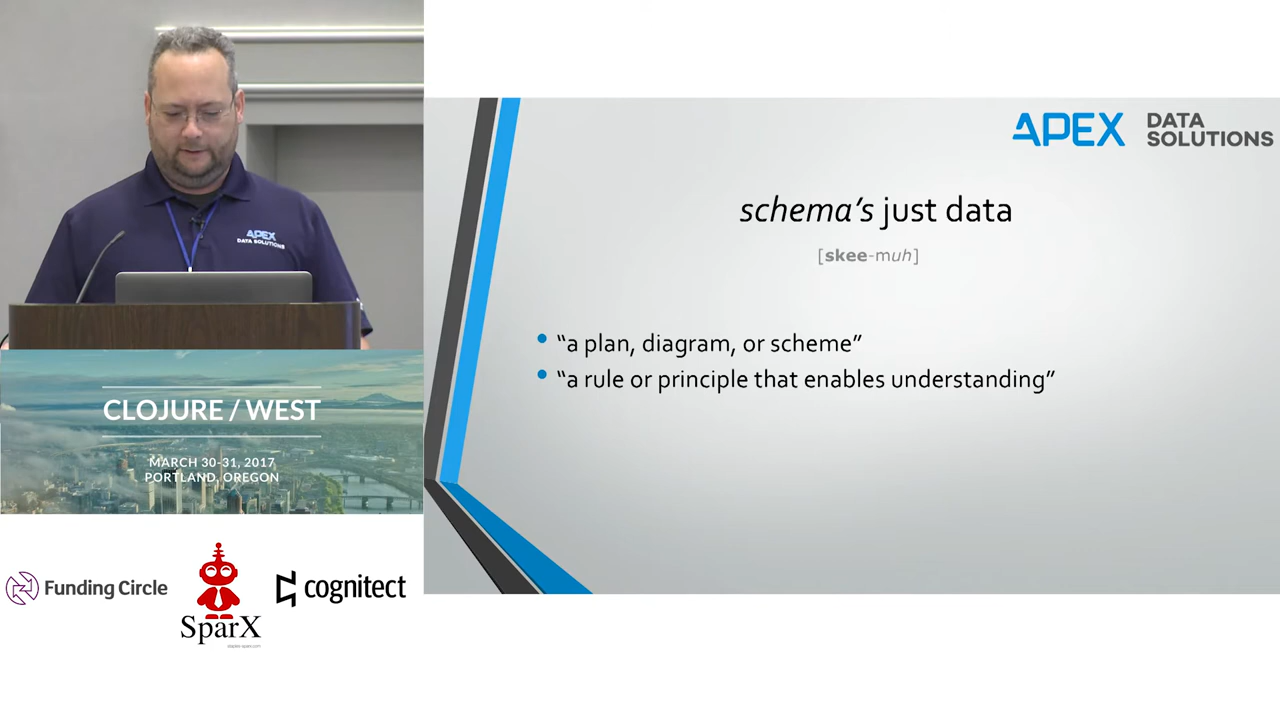 APEX
DATA SOLUTIONS
CLOJURE / WEST
MARCH 30-31, 2017
PORTLAND, OREGON
Funding Circle
SparX
cognitect
APEX DATA
SOLUTIONS
schema's just data
[skee-muh]
• “a plan, diagram, or scheme”
• “a rule or principle that enables understanding”